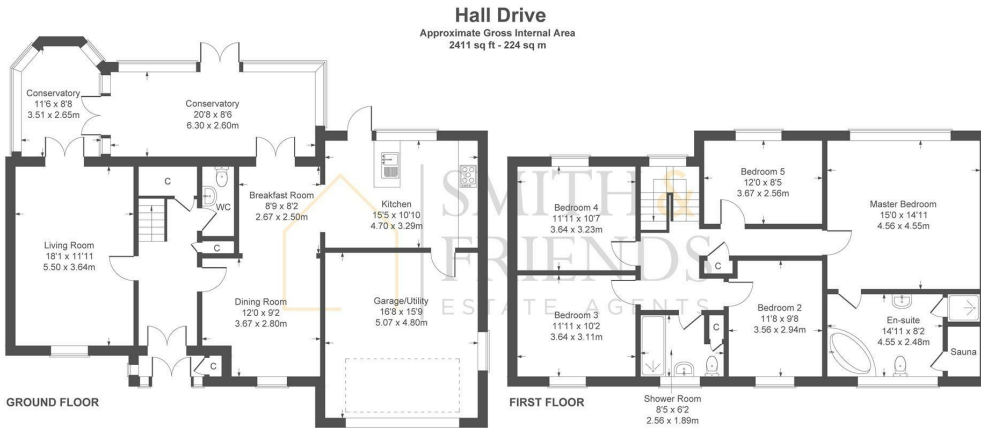 Hall Drive
Approximate Gross Internal Area
2411 sq ft - 224 sq m
Conservatory
11'6 x 8'8
3.51 x 2.65m
Conservatory
20'8 x 8'6
6.30 x 2.60m
C
WC
C
Breakfast Room
8'9 x 8'2
2.67 x 2.50m
Kitchen
15'5 x 10'10
4.70 x 3.29m
Living Room
18'1 x 11'11
5.50 x 3.64m
Dining Room
12'0 x 9'2
3.67 x 2.80m
Garage/Utility
16'8 x 15'9
5.07 x 4.80m
C
GROUND FLOOR
SMITH &
FRIENDS
ESTATE AGENTS
Bedroom 4
11'11 x 10'7
3.64 x 3.23m
Bedroom 5
12'0 x 8'5
3.67 x 2.56m
Master Bedroom
15'0 x 14'11
4.56 x 4.55m
C
Bedroom 3
11'11 x 10'2
3.64 x 3.11m
C
Bedroom 2
11'8 x 9'8
3.56 x 2.94m
En-suite
14'11 x 8'2
4.55 x 2.48m
Sauna
Shower Room
8'5 x 6'2
2.56 x 1.89m
FIRST FLOOR